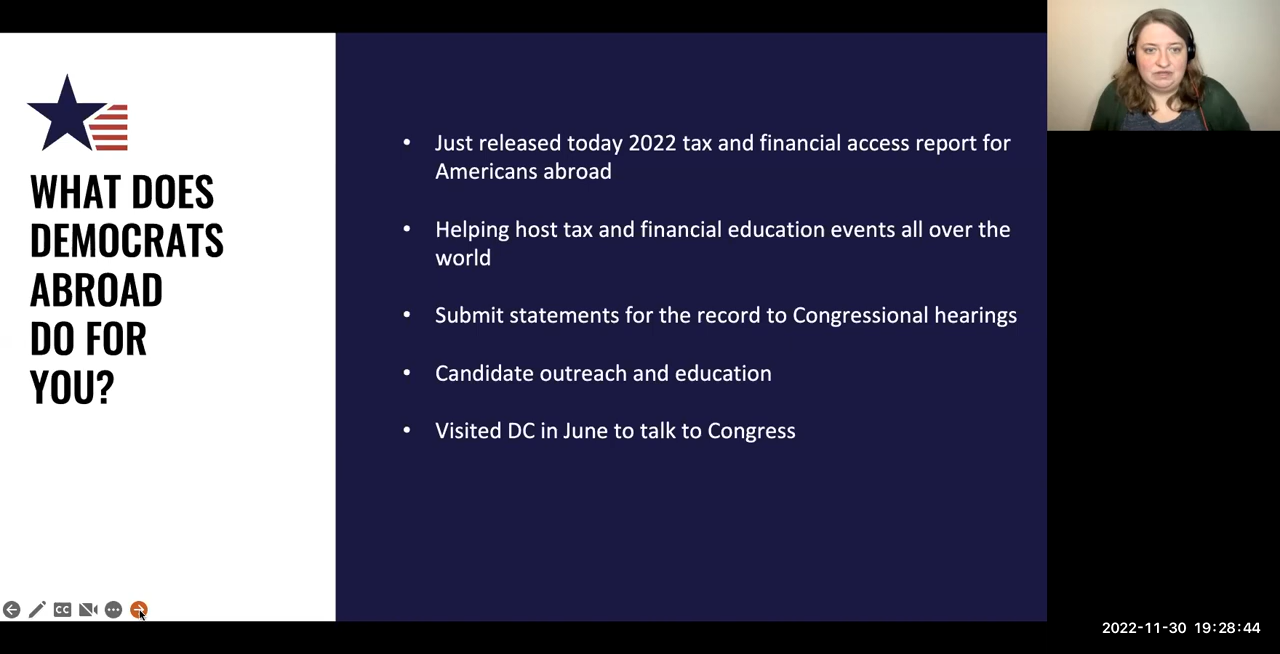 WHAT DOES
DEMOCRATS
ABROAD
DO FOR
YOU?
• Just released today 2022 tax and financial access report for
Americans abroad
• Helping host tax and financial education events all over the
world
• Submit statements for the record to Congressional hearings
• Candidate outreach and education
• Visited DC in June to talk to Congress
CC
2022-11-30 19:28:44